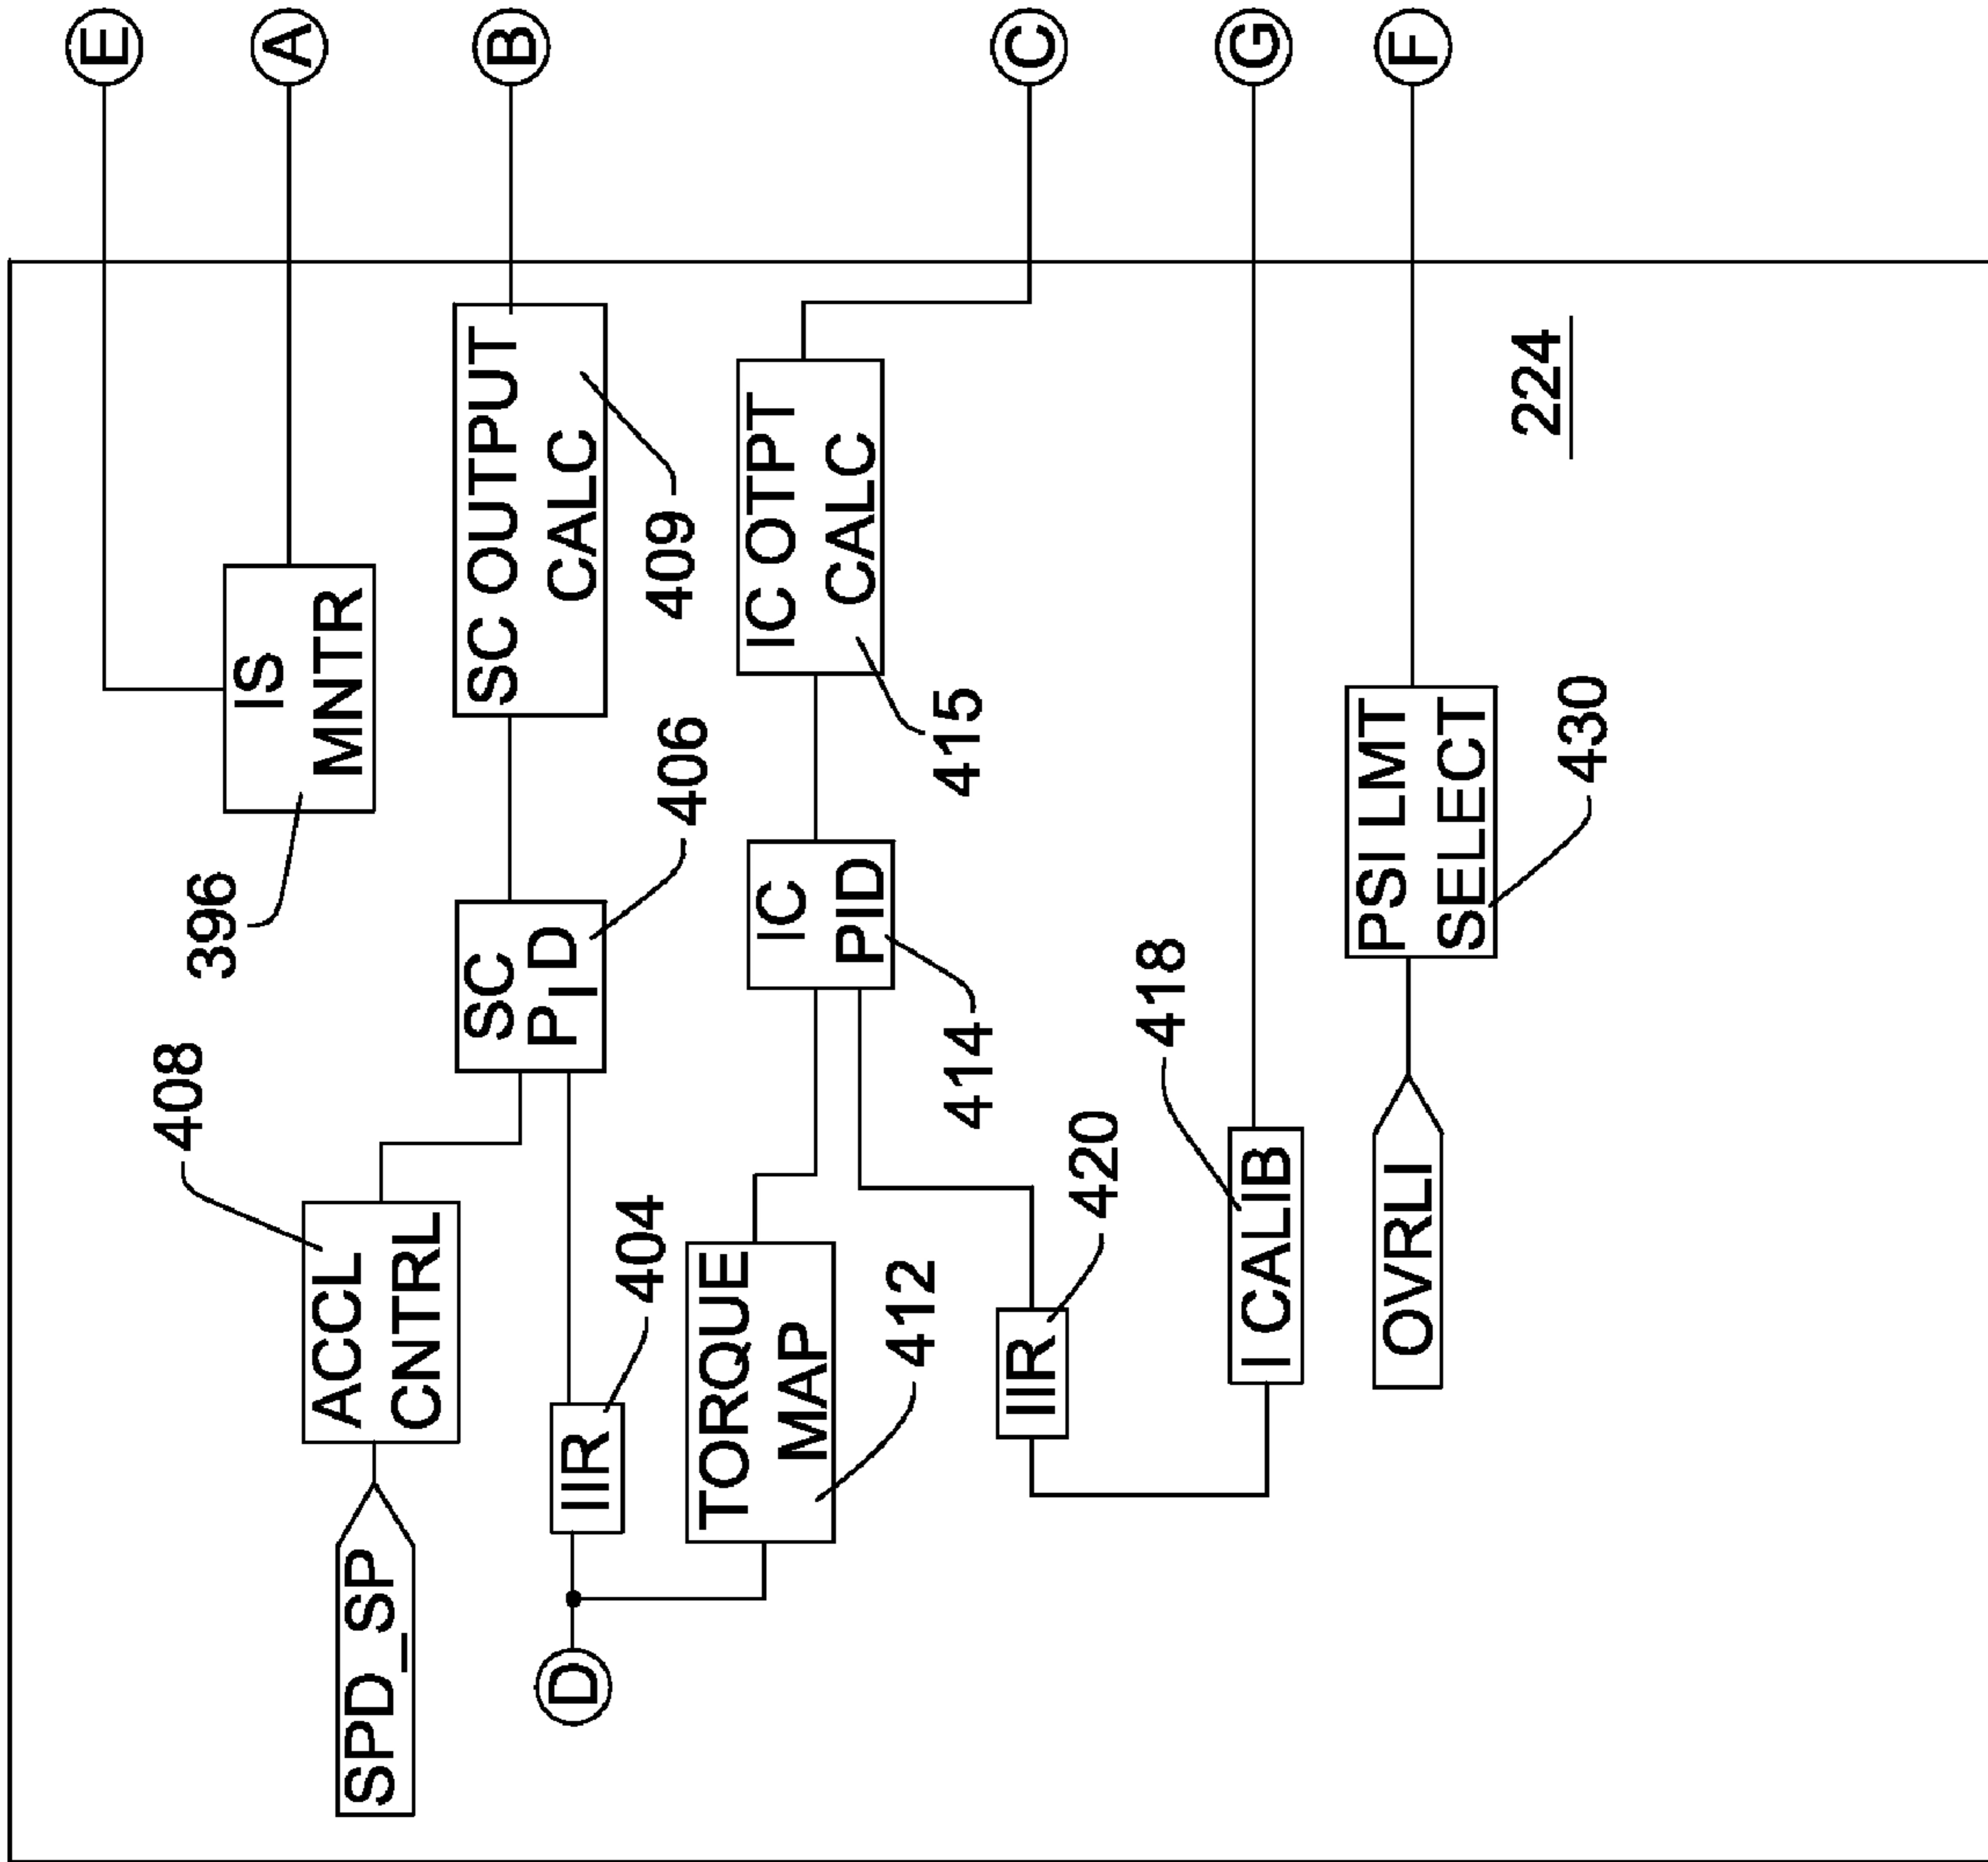 E
A
B
C
G
F
IS
MNTR
396
408
ACCL
CNTRL
SPD_SP
SC OUTPUT
CALC
409
SC
PID
406
IIR
404
D
TORQUE
MAP
412
IC
PID
414
IC OTPT
CALC
415
IIR
420
I CALIB
418
OVRLI
PSI LMT
SELECT
430
224